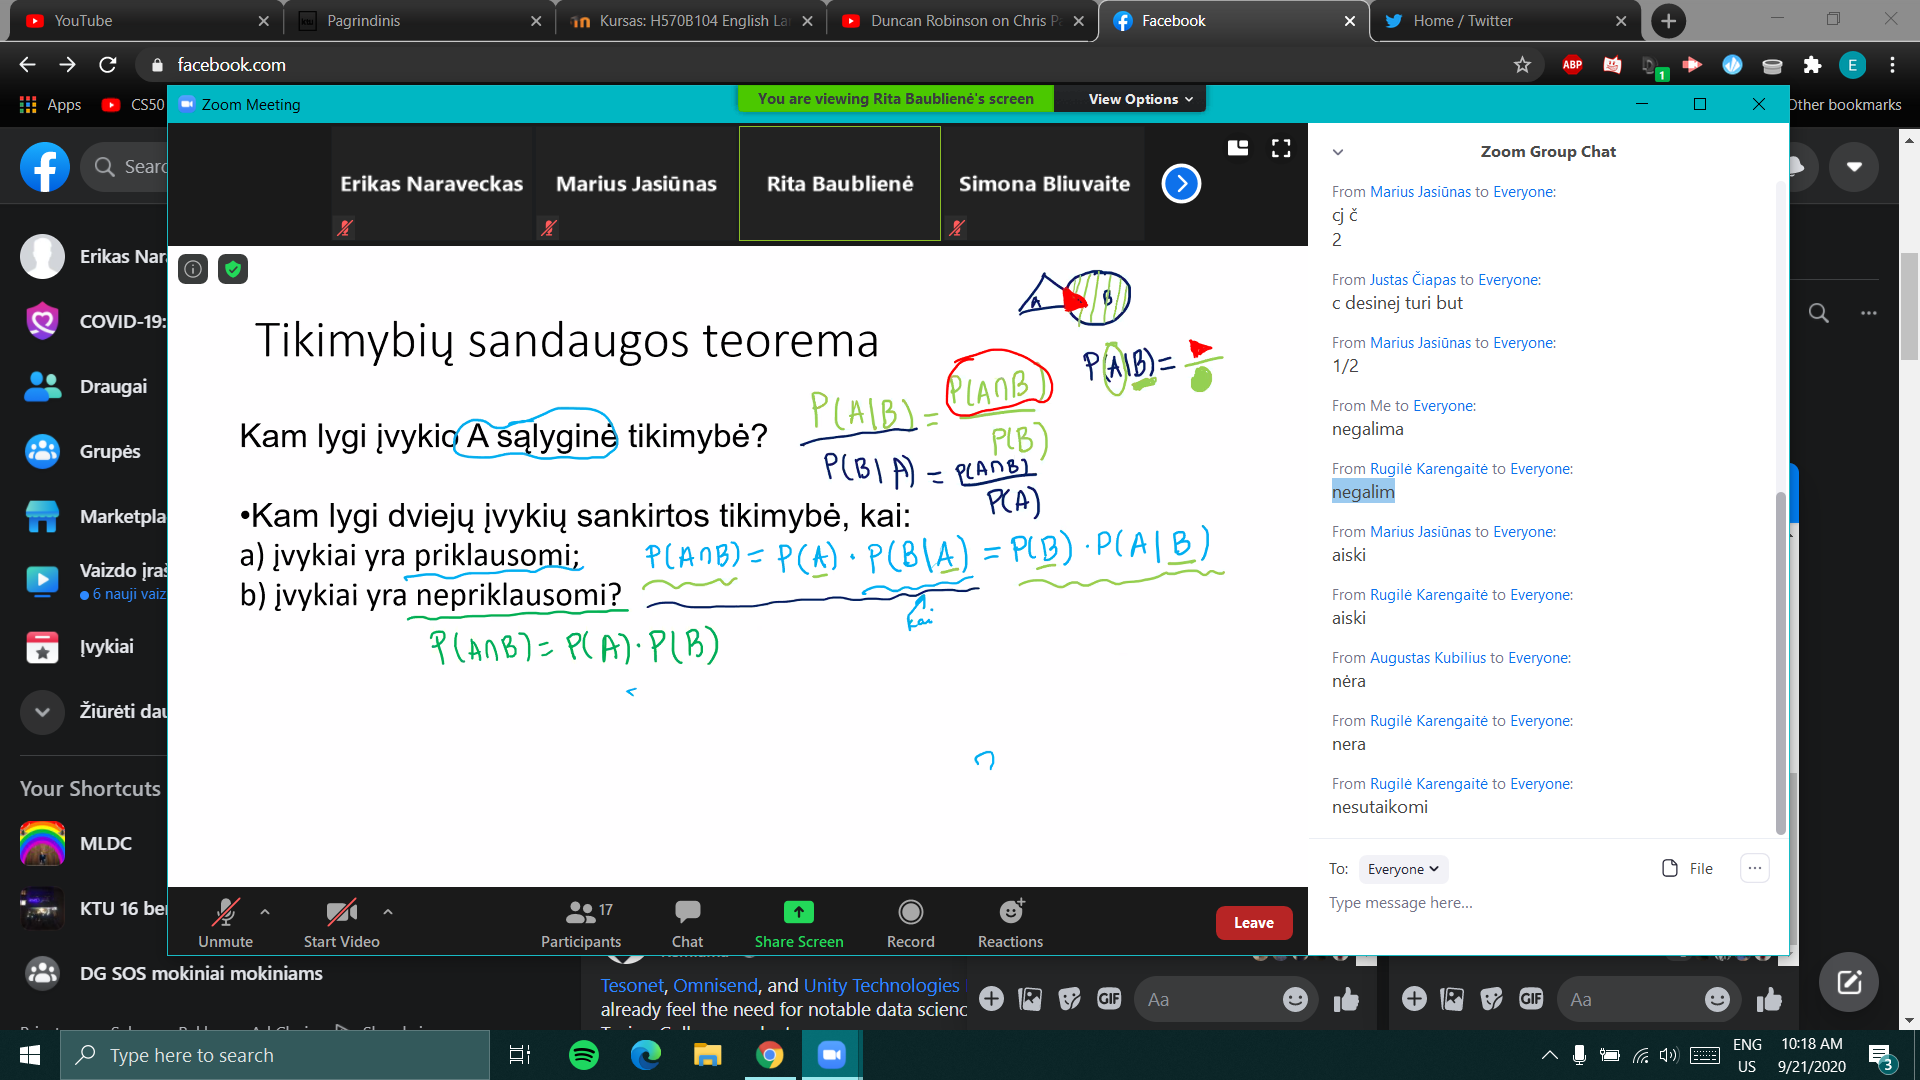 YouTube
Pagrindinis
Kursas: H570B104 English La
Duncan Robinson on Chris P
Facebook
Home / Twitter
facebook.com
ABP
1
E
Apps
CS50
Other bookmarks
Zoom Meeting
You are viewing Rita Baublienė's screen
View Options
Erikas Naraveckas
Marius Jasiūnas
Rita Baublienė
Simona Bliuvaite
Sear
Erikas Nar
COVID-19:
Draugai
Grupės
Marketpla
Vaizdo įraš
6 nauji vaiz
Įvykiai
Žiūrėti dau
Your Shortcuts
MLDC
KTU 16 ber
DG SOS mokiniai mokiniams
A B
Tikimybių sandaugos teorema
P(A|B) =
P(A|B) = P(A∩B)
P(B)
Kam lygi įvykio A sąlyginė tikimybė?
P(B|A) = P(A∩B)
P(A)
•Kam lygi dviejų įvykių sankirtos tikimybė, kai:
a) įvykiai yra priklausomi;
P(A∩B) = P(A) · P(B|A) = P(B) · P(A|B)
b) įvykiai yra nepriklausomi?
kai
P(A∩B) = P(A) · P(B)
Zoom Group Chat
From Marius Jasiūnas to Everyone:
cj č
2
From Justas Čiapas to Everyone:
c desinej turi but
From Marius Jasiūnas to Everyone:
1/2
From Me to Everyone:
negalima
From Rugilė Karengaitė to Everyone:
negalim
From Marius Jasiūnas to Everyone:
aiski
From Rugilė Karengaitė to Everyone:
aiski
From Augustas Kubilius to Everyone:
nėra
From Rugilė Karengaitė to Everyone:
nera
From Rugilė Karengaitė to Everyone:
nesutaikomi
To: Everyone
File
Type message here...
Unmute
Start Video
17
Participants
Chat
Share Screen
Record
Reactions
Leave
Tesonet, Omnisend, and Unity Technologies
already feel the need for notable data scienc
GIF
Aa
GIF
Aa
Type here to search
ENG
US
10:18 AM
9/21/2020
3